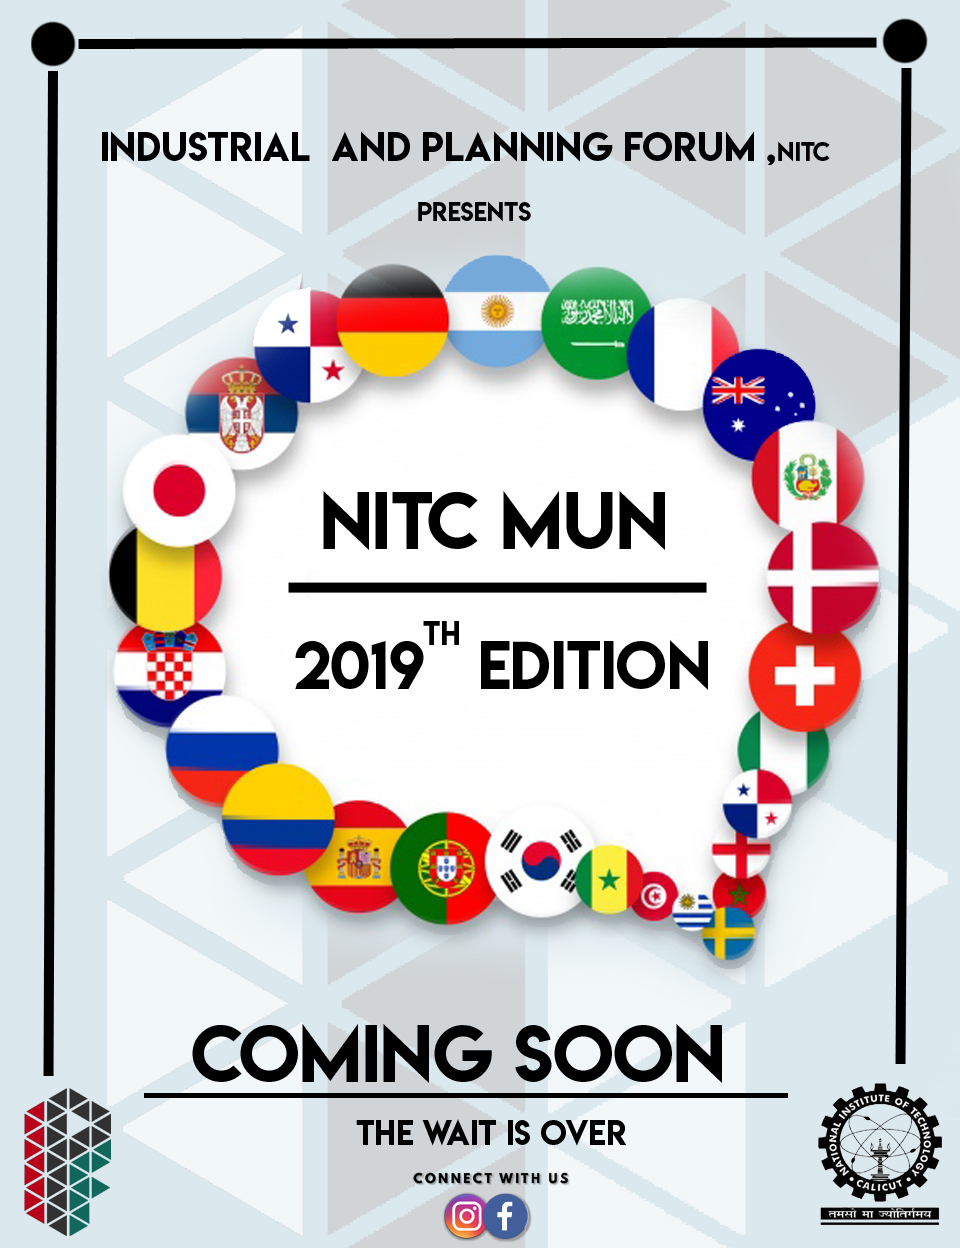 INDUSTRIAL AND PLANNING FORUM ,NITC
PRESENTS
NITC MUN
2019TH EDITION
COMING SOON
THE WAIT IS OVER
CONNECT WITH US
NATIONAL INSTITUTE OF TECHNOLOGY
• CALICUT •
तमसो मा ज्योतिर्गमय